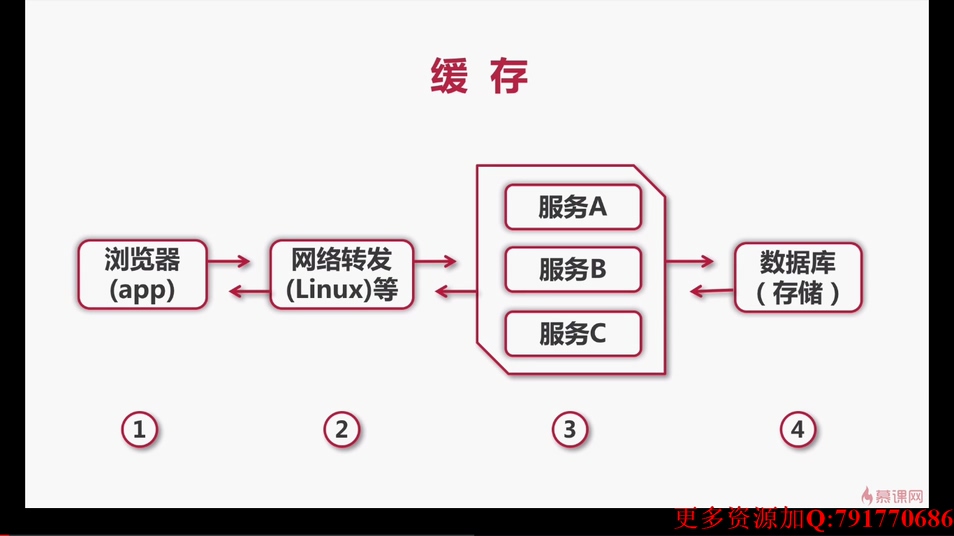 缓 存
浏览器
(app)
网络转发
(Linux)等
服务A
服务B
服务C
数据库
(存储)
①
②
③
④
慕课网
更多资源加Q:791770686